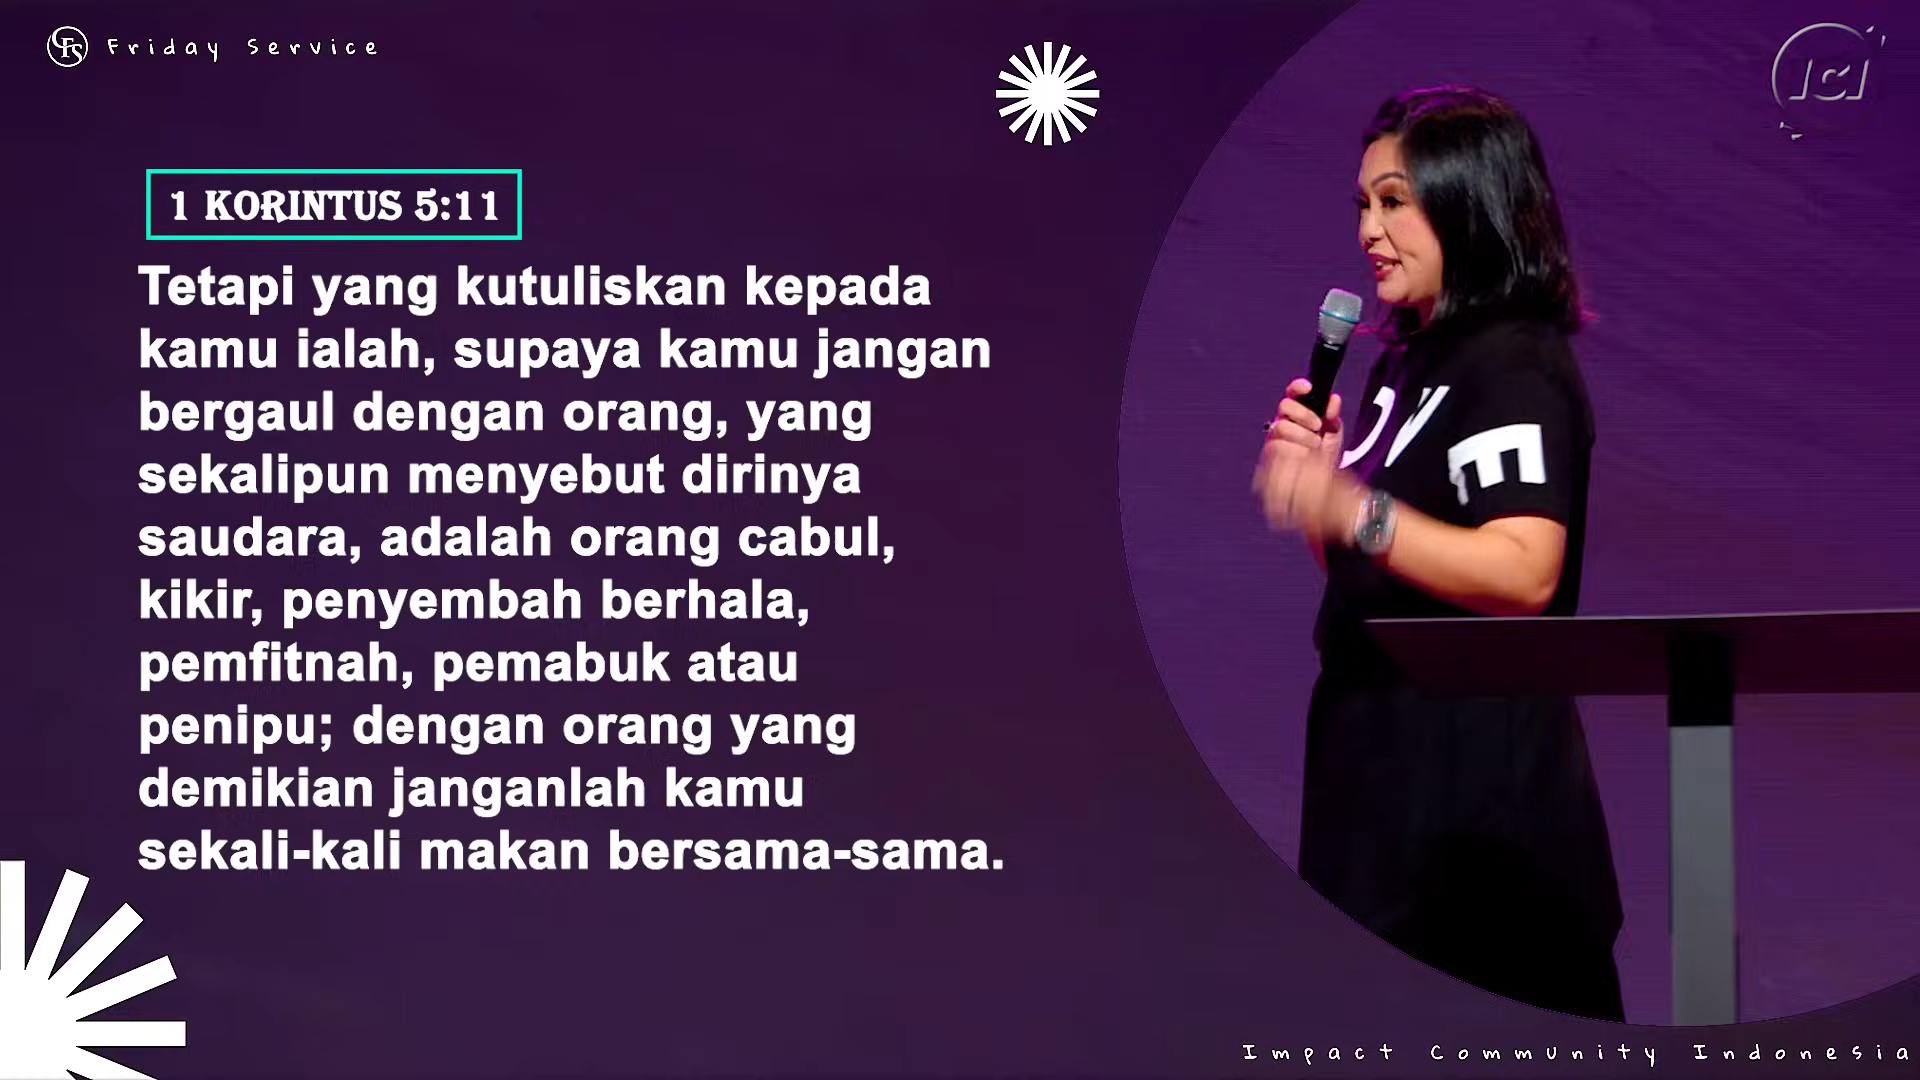 Friday Service
ICI
1 KORINTUS 5:11
Tetapi yang kutuliskan kepada
kamu ialah, supaya kamu jangan
bergaul dengan orang, yang
sekalipun menyebut dirinya
saudara, adalah orang cabul,
kikir, penyembah berhala,
pemfitnah, pemabuk atau
penipu; dengan orang yang
demikian janganlah kamu
sekali-kali makan bersama-sama.
OVE
Impact Community Indonesia